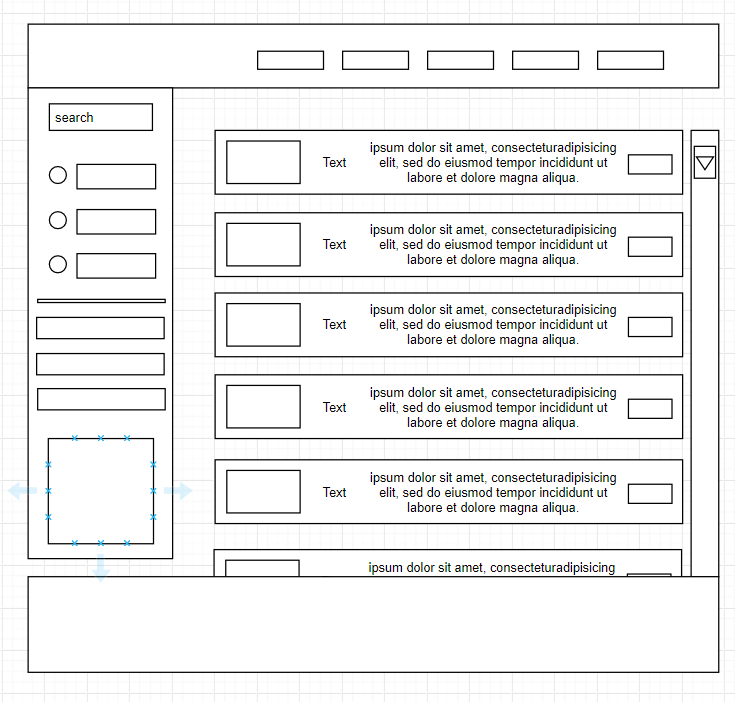 search
Text
ipsum dolor sit amet, consecteturadipisicing
elit, sed do eiusmod tempor incididunt ut
labore et dolore magna aliqua.
Text
ipsum dolor sit amet, consecteturadipisicing
elit, sed do eiusmod tempor incididunt ut
labore et dolore magna aliqua.
Text
ipsum dolor sit amet, consecteturadipisicing
elit, sed do eiusmod tempor incididunt ut
labore et dolore magna aliqua.
Text
ipsum dolor sit amet, consecteturadipisicing
elit, sed do eiusmod tempor incididunt ut
labore et dolore magna aliqua.
Text
ipsum dolor sit amet, consecteturadipisicing
elit, sed do eiusmod tempor incididunt ut
labore et dolore magna aliqua.
ipsum dolor sit amet, consecteturadipisicing